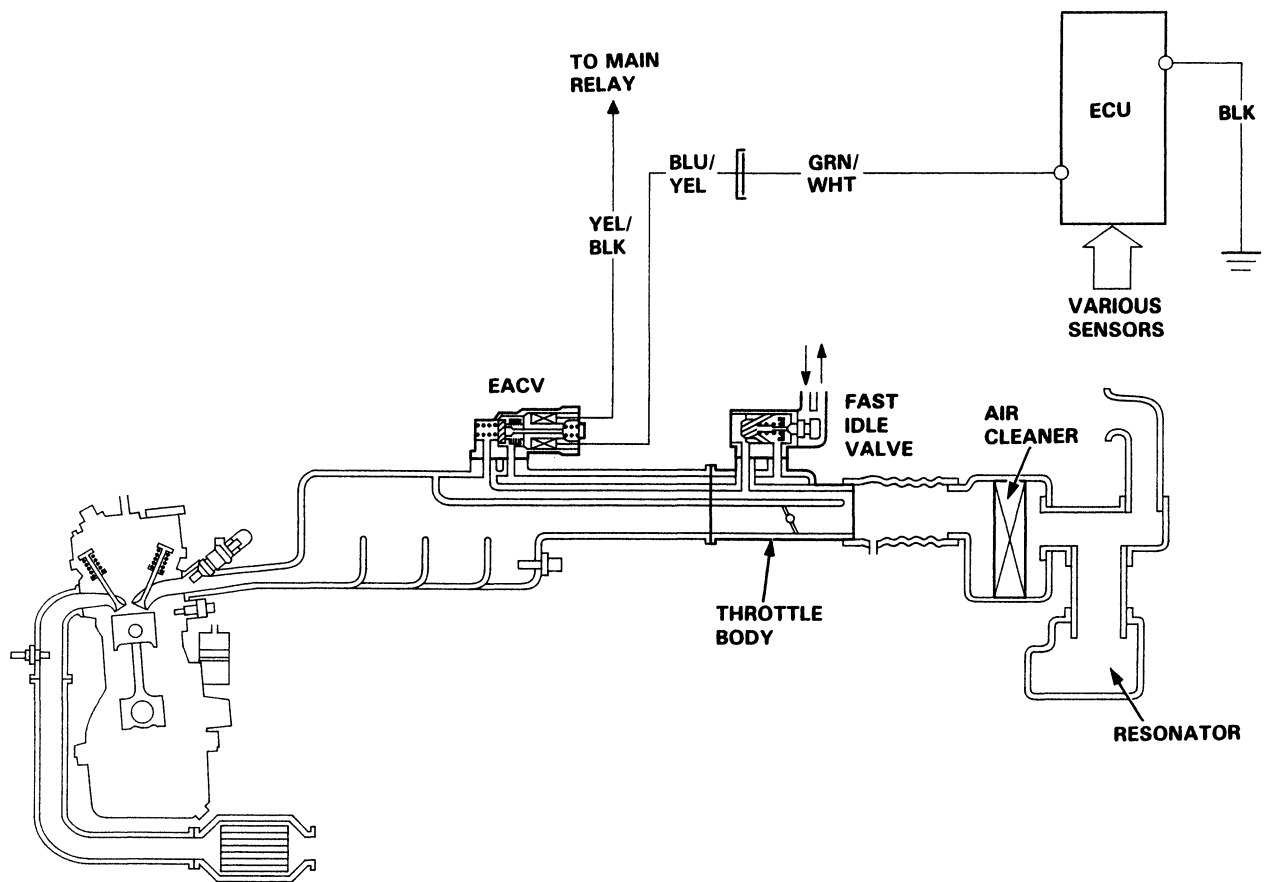 TO MAIN
RELAY
ECU
BLK
BLU/
YEL
GRN/
WHT
YEL/
BLK
VARIOUS
SENSORS
EACV
FAST
IDLE
VALVE
AIR
CLEANER
THROTTLE
BODY
RESONATOR